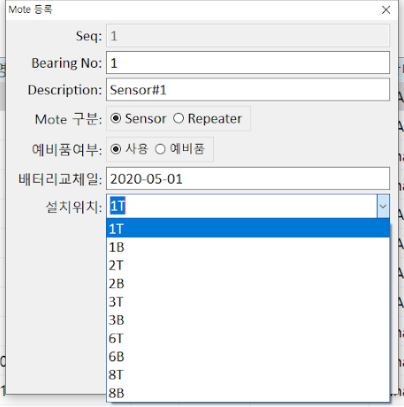 Mote 등록
Seq: 1
Bearing No: 1
Description: Sensor#1
Mote 구분: Sensor Repeater
예비품여부: 사용 예비품
배터리교체일: 2020-05-01
설치위치: 1T
1T
1B
2T
2B
3T
3B
6T
6B
8T
8B